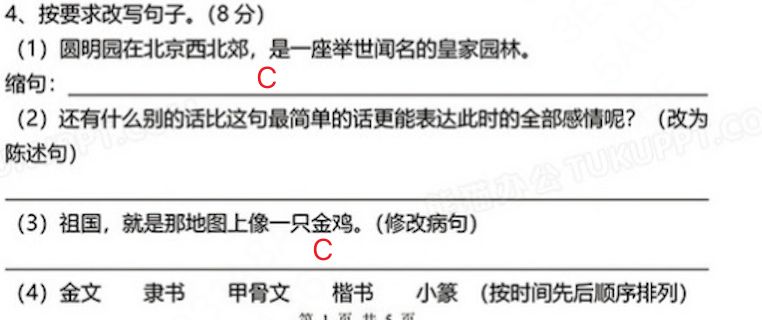 4、按要求改写句子。(8分)
(1)圆明园在北京西北郊，是一座举世闻名的皇家园林。
C
缩句：
(2)还有什么别的话比这句最简单的话更能表达此时的全部感情呢？(改为
陈述句)
(3)祖国，就是那地图上像一只金鸡。(修改病句)
C
(4)金文 隶书 甲骨文 楷书 小篆 (按时间先后顺序排列)
第 1 页 共 5 页